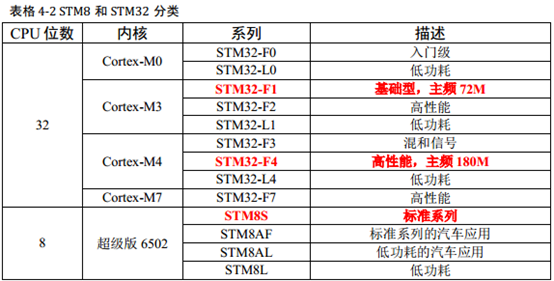 表格 4-2 STM8 和 STM32 分类
CPU 位数 内核 系列 描述
32 Cortex-M0 STM32-F0 入门级
STM32-L0 低功耗
Cortex-M3 STM32-F1 基础型，主频 72M
STM32-F2 高性能
STM32-L1 低功耗
Cortex-M4 STM32-F3 混和信号
STM32-F4 高性能，主频 180M
STM32-L4 低功耗
Cortex-M7 STM32-F7 高性能
8 超级版 6502 STM8S 标准系列
STM8AF 标准系列的汽车应用
STM8AL 低功耗的汽车应用
STM8L 低功耗